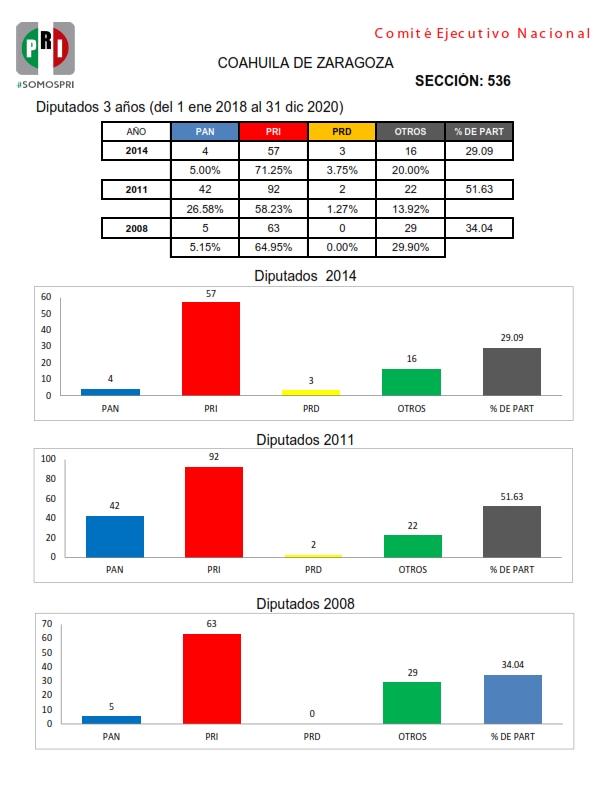 Comité Ejecutivo Nacional
PRI
#SOMOSPRI
COAHUILA DE ZARAGOZA
SECCIÓN: 536
Diputados 3 años (del 1 ene 2018 al 31 dic 2020)
AÑO PAN PRI PRD OTROS % DE PART
2014 4 57 3 16 29.09
5.00% 71.25% 3.75% 20.00%
2011 42 92 2 22 51.63
26.58% 58.23% 1.27% 13.92%
2008 5 63 0 29 34.04
5.15% 64.95% 0.00% 29.90%
Diputados 2014
60
50
40
30
20
10
0
4 57 3 16 29.09
PAN PRI PRD OTROS % DE PART
Diputados 2011
100
80
60
40
20
0
42 92 2 22 51.63
PAN PRI PRD OTROS % DE PART
Diputados 2008
70
60
50
40
30
20
10
0
5 63 0 29 34.04
PAN PRI PRD OTROS % DE PART